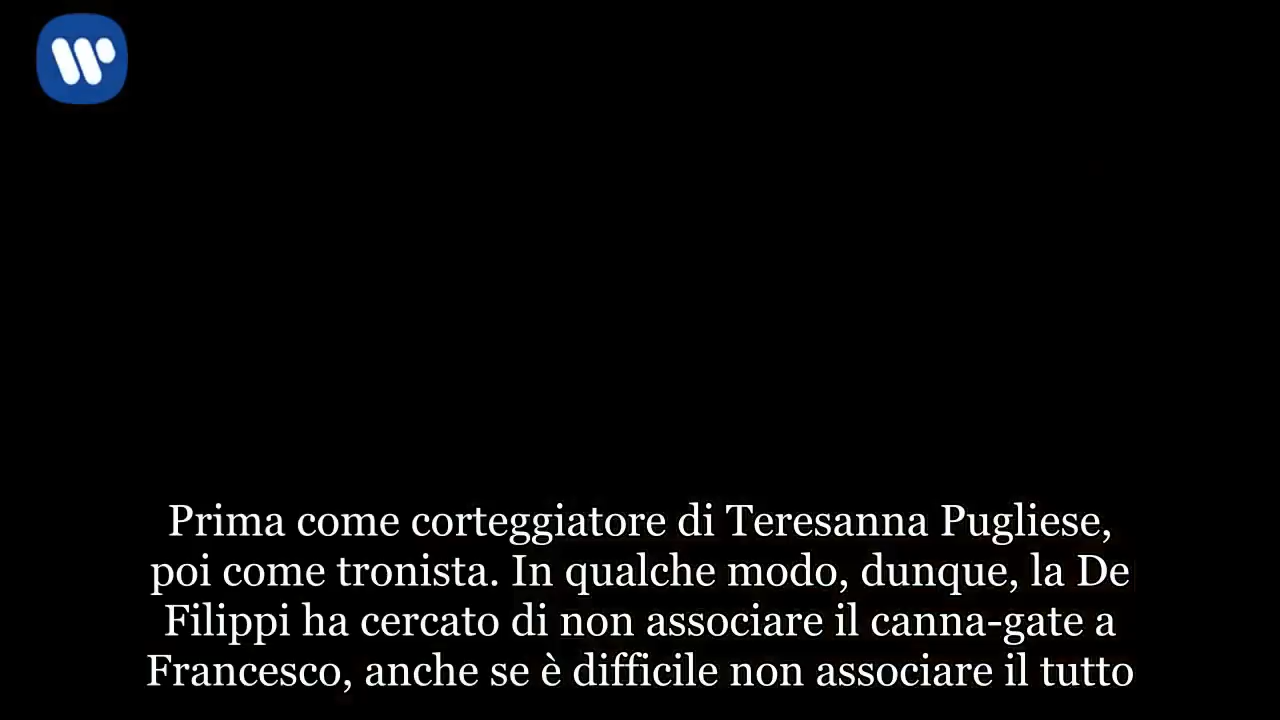 Prima come corteggiatore di Teresanna Pugliese,
poi come tronista. In qualche modo, dunque, la De
Filippi ha cercato di non associare il canna-gate a
Francesco, anche se è difficile non associare il tutto